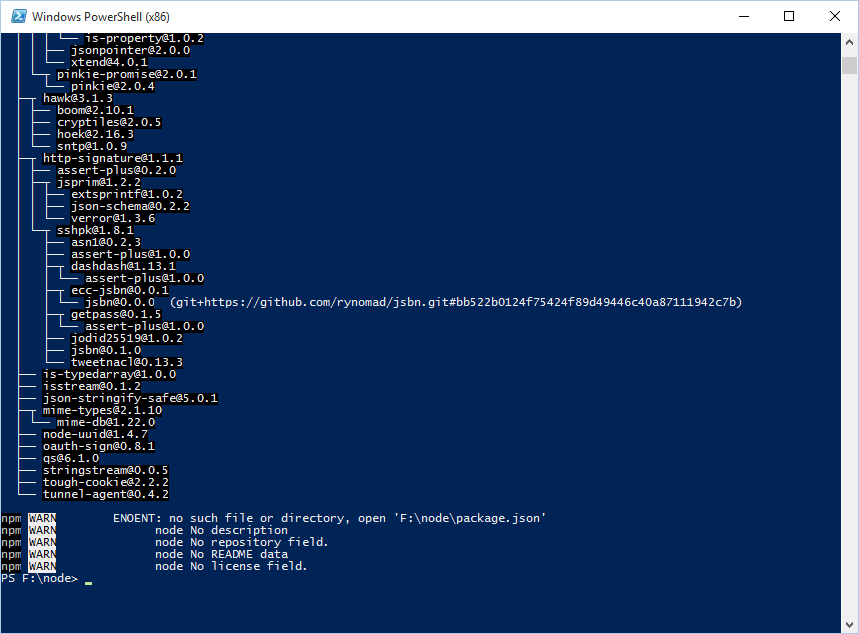 Windows PowerShell (x86)
│ │ │ └── is-property@1.0.2
│ │ ├── jsonpointer@2.0.0
│ │ └── xtend@4.0.1
│ └─┬ pinkie-promise@2.0.1
│   └── pinkie@2.0.4
├─┬ hawk@3.1.3
│ ├── boom@2.10.1
│ ├── cryptiles@2.0.5
│ ├── hoek@2.16.3
│ └── sntp@1.0.9
├─┬ http-signature@1.1.1
│ ├── assert-plus@0.2.0
│ ├─┬ jsprim@1.2.2
│ │ ├── extsprintf@1.0.2
│ │ ├── json-schema@0.2.2
│ │ └── verror@1.3.6
│ └─┬ sshpk@1.8.1
│   ├── asn1@0.2.3
│   ├── assert-plus@1.0.0
│   ├─┬ dashdash@1.13.1
│   │ └── assert-plus@1.0.0
│   ├─┬ ecc-jsbn@0.0.1
│   │ └── jsbn@0.0.0  (git+https://github.com/rynomad/jsbn.git#bb522b0124f75424f89d49446c40a87111942c7b)
│   ├─┬ getpass@0.1.5
│   │ └── assert-plus@1.0.0
│   ├── jodid25519@1.0.2
│   ├── jsbn@0.1.0
│   └── tweetnacl@0.13.3
├── is-typedarray@1.0.0
├── isstream@0.1.2
├── json-stringify-safe@5.0.1
├─┬ mime-types@2.1.10
│ └── mime-db@1.22.0
├── node-uuid@1.4.7
├── oauth-sign@0.8.1
├── qs@6.1.0
├── stringstream@0.0.5
├── tough-cookie@2.2.2
└── tunnel-agent@0.4.2
npm WARN ENOENT: no such file or directory, open 'F:\node\package.json'
npm WARN node No description
npm WARN node No repository field.
npm WARN node No README data
npm WARN node No license field.
PS F:\node> _